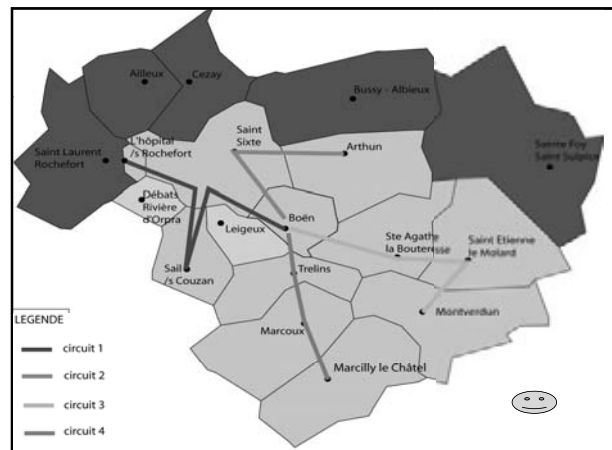 Ailleux
Cezay
Bussy - Albieux
Saint
Sixte
Arthun
L'hôpital
/s Rochefort
Saint Laurent
Rochefort
Sainte Foy
Saint Sulpice
Débats
Rivière
d'Orpra
Leigeux
Boën
Ste Agathe
la Bouteresse
Saint Etienne
le Molard
Sail
/s Couzan
Trelins
Montverdun
Marcoux
Marcilly le Châtel
LEGENDE
circuit 1
circuit 2
circuit 3
circuit 4